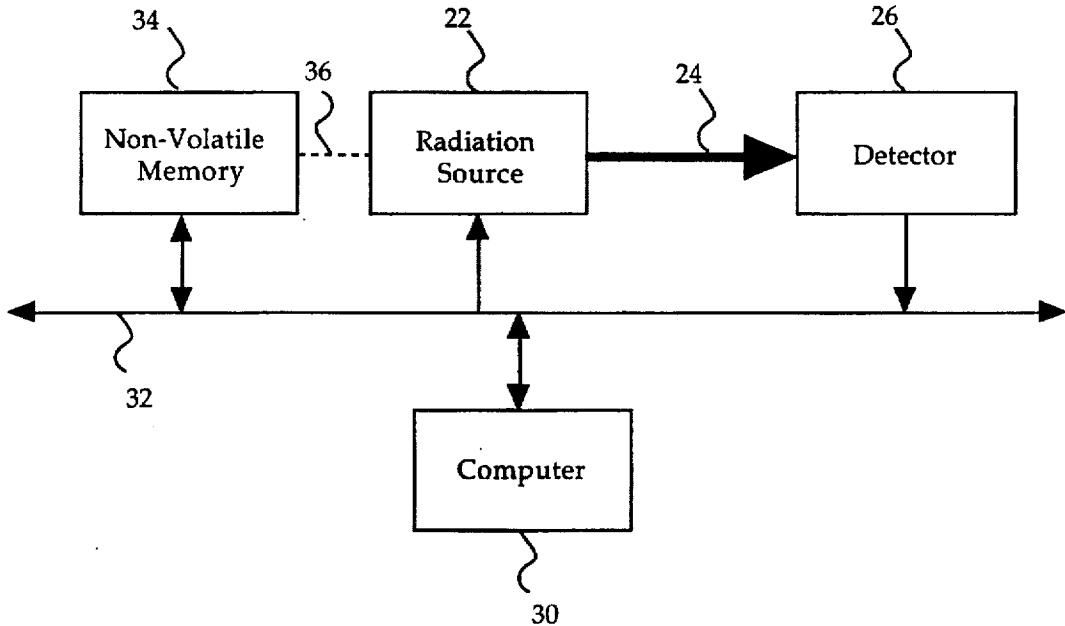 34
22
26
36
24
Non-Volatile
Memory
Radiation
Source
Detector
32
Computer
30